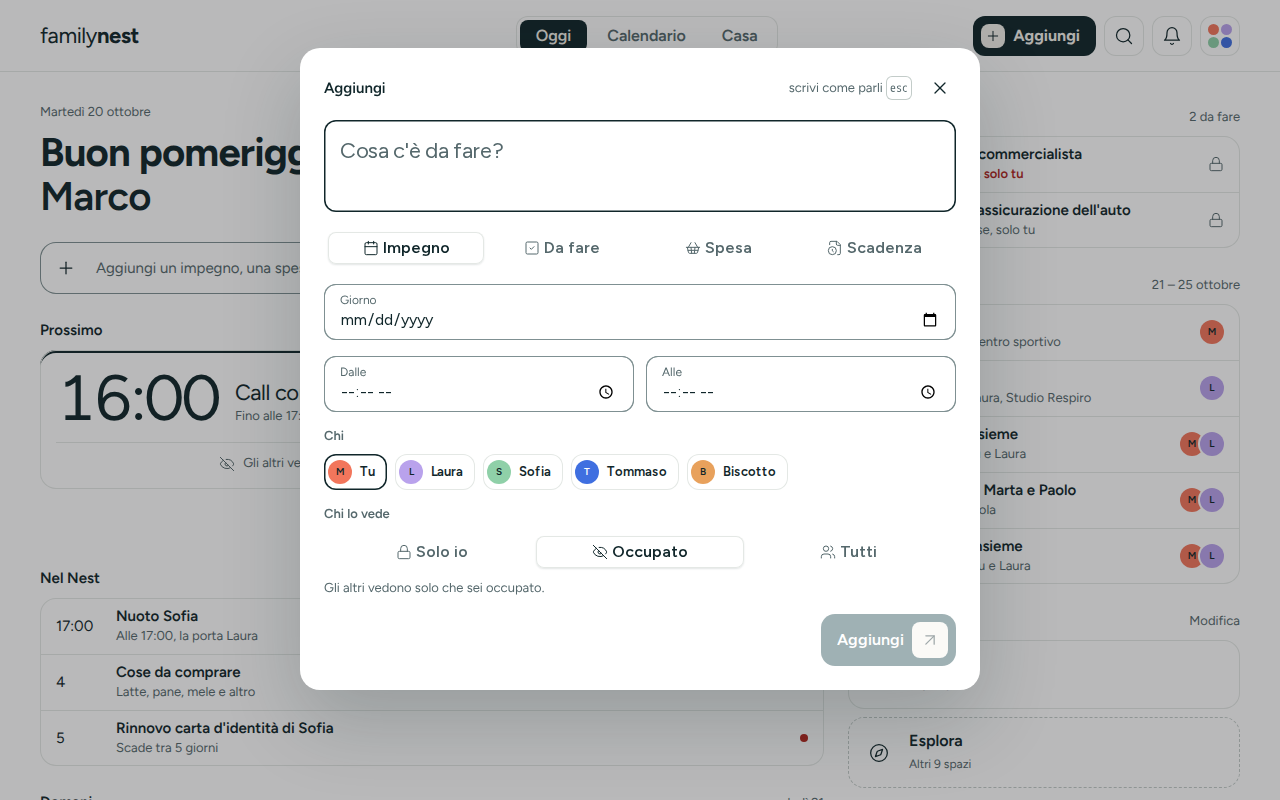 familynest
Oggi
Calendario
Casa
Aggiungi
Martedì 20 ottobre
Buon pomerigg
Marco
Aggiungi un impegno, una spe
Prossimo
16:00
Call co
Fino alle 17:
Gli altri ve
Nel Nest
17:00
Nuoto Sofia
Alle 17:00, la porta Laura
4
Cose da comprare
Latte, pane, mele e altro
5
Rinnovo carta d'identità di Sofia
Scade tra 5 giorni
Aggiungi
scrivi come parli esc
Cosa c'è da fare?
Impegno
Da fare
Spesa
Scadenza
Giorno
mm/dd/yyyy
Dalle
--:-- --
Alle
--:-- --
Chi
M Tu
L Laura
S Sofia
T Tommaso
B Biscotto
Chi lo vede
Solo io
Occupato
Tutti
Gli altri vedono solo che sei occupato.
Aggiungi
2 da fare
commercialista
solo tu
assicurazione dell'auto
se, solo tu
21 – 25 ottobre
entro sportivo
M
L
ura, Studio Respiro
sieme
e Laura
M L
Marta e Paolo
ola
M L
nsieme
u e Laura
M L
Modifica
Esplora
Altri 9 spazi